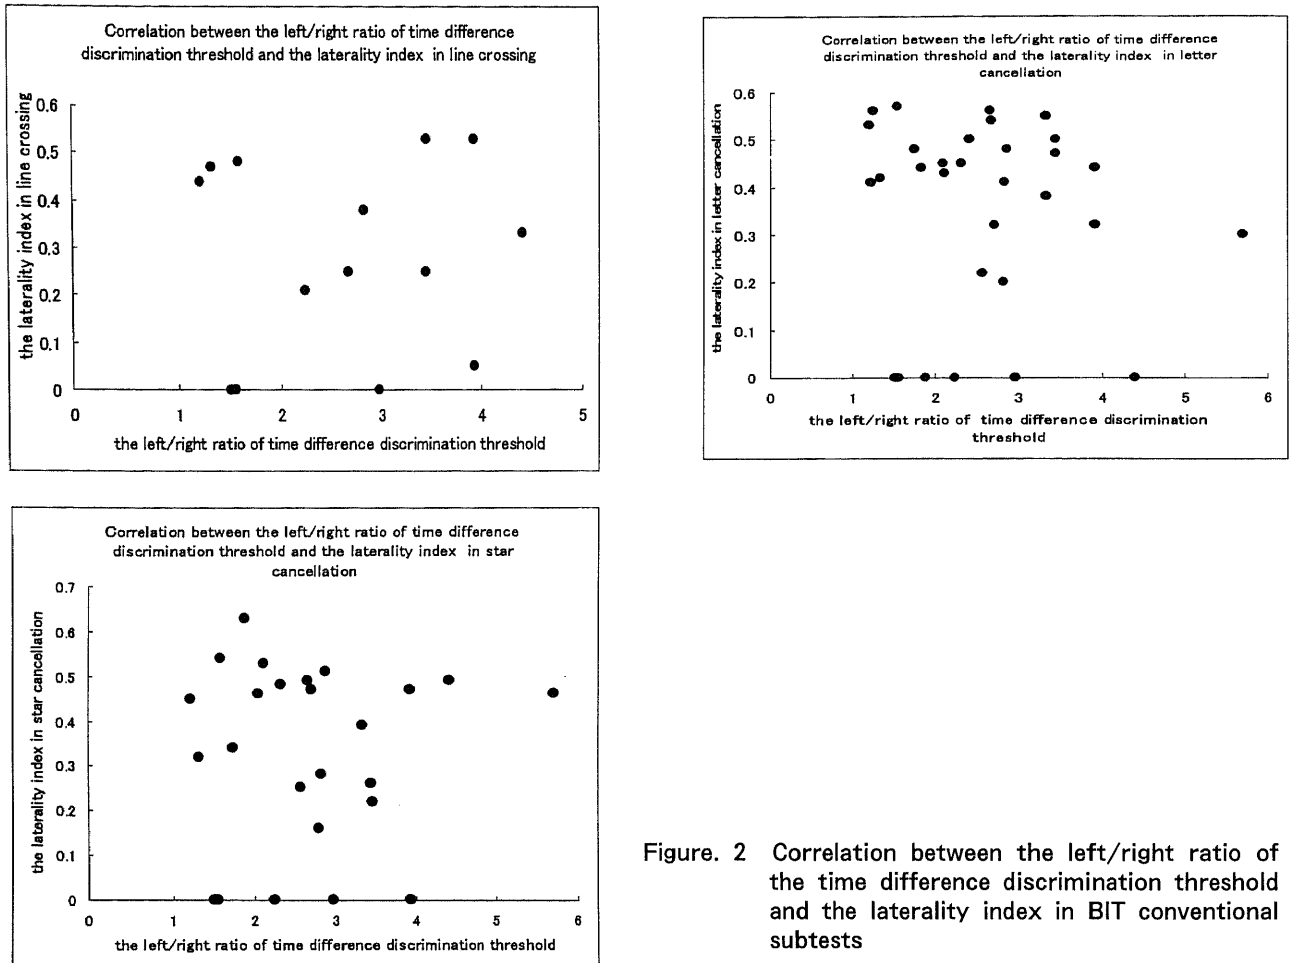 Correlation between the left/right ratio of time difference
discrimination threshold and the laterality index in line crossing
the laterality index in line crossing
0.6
0.5
0.4
0.3
0.2
0.1
0
0 1 2 3 4 5
the left/right ratio of time difference discrimination threshold
Correlation between the left/right ratio of time difference
discrimination threshold and the laterality index in letter
cancellation
the laterality index in letter cancellation
0.6
0.5
0.4
0.3
0.2
0.1
0
0 1 2 3 4 5 6
the left/right ratio of time difference discrimination
threshold
Correlation between the left/right ratio of time difference
discrimination threshold and the laterality index in star
cancellation
the laterality index in star cancellation
0.7
0.6
0.5
0.4
0.3
0.2
0.1
0
0 1 2 3 4 5 6
the left/right ratio of time difference discrimination threshold
Figure. 2 Correlation between the left/right ratio of
the time difference discrimination threshold
and the laterality index in BIT conventional
subtests